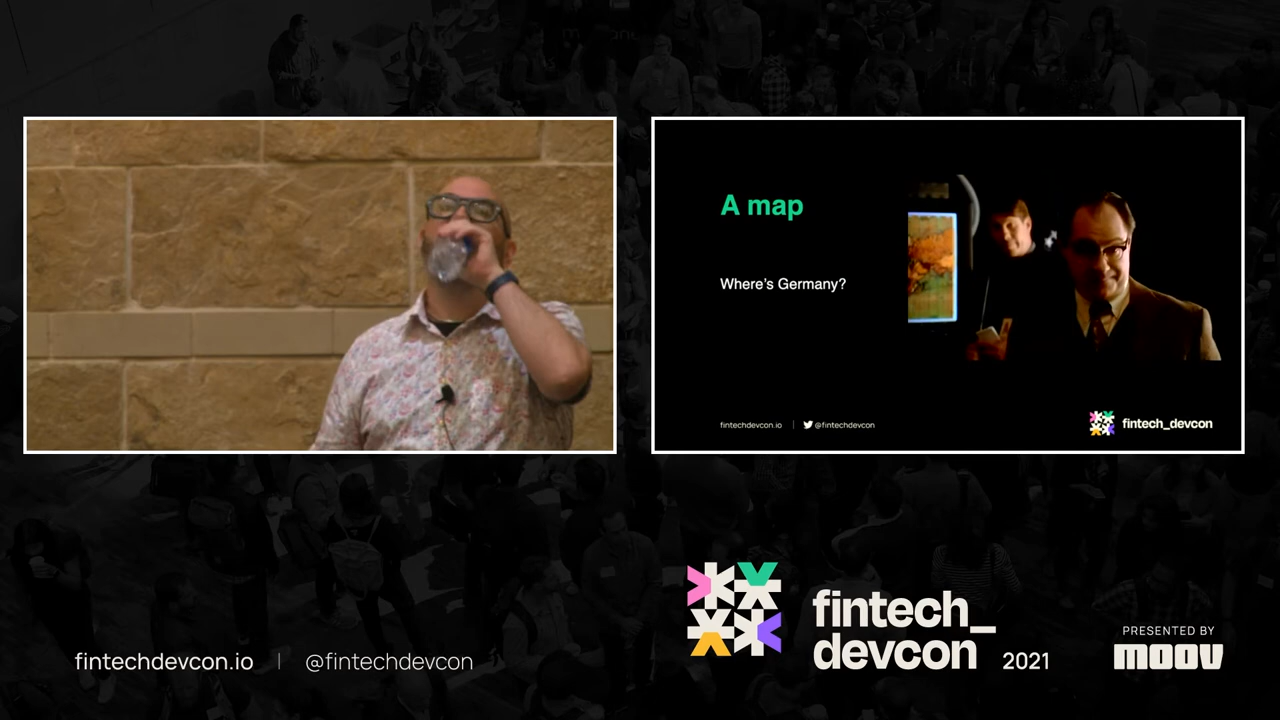 A map
Where's Germany?
fintechdevcon.io | @fintechdevcon
fintech_devcon
fintech_
devcon 2021
PRESENTED BY
moov
fintechdevcon.io | @fintechdevcon